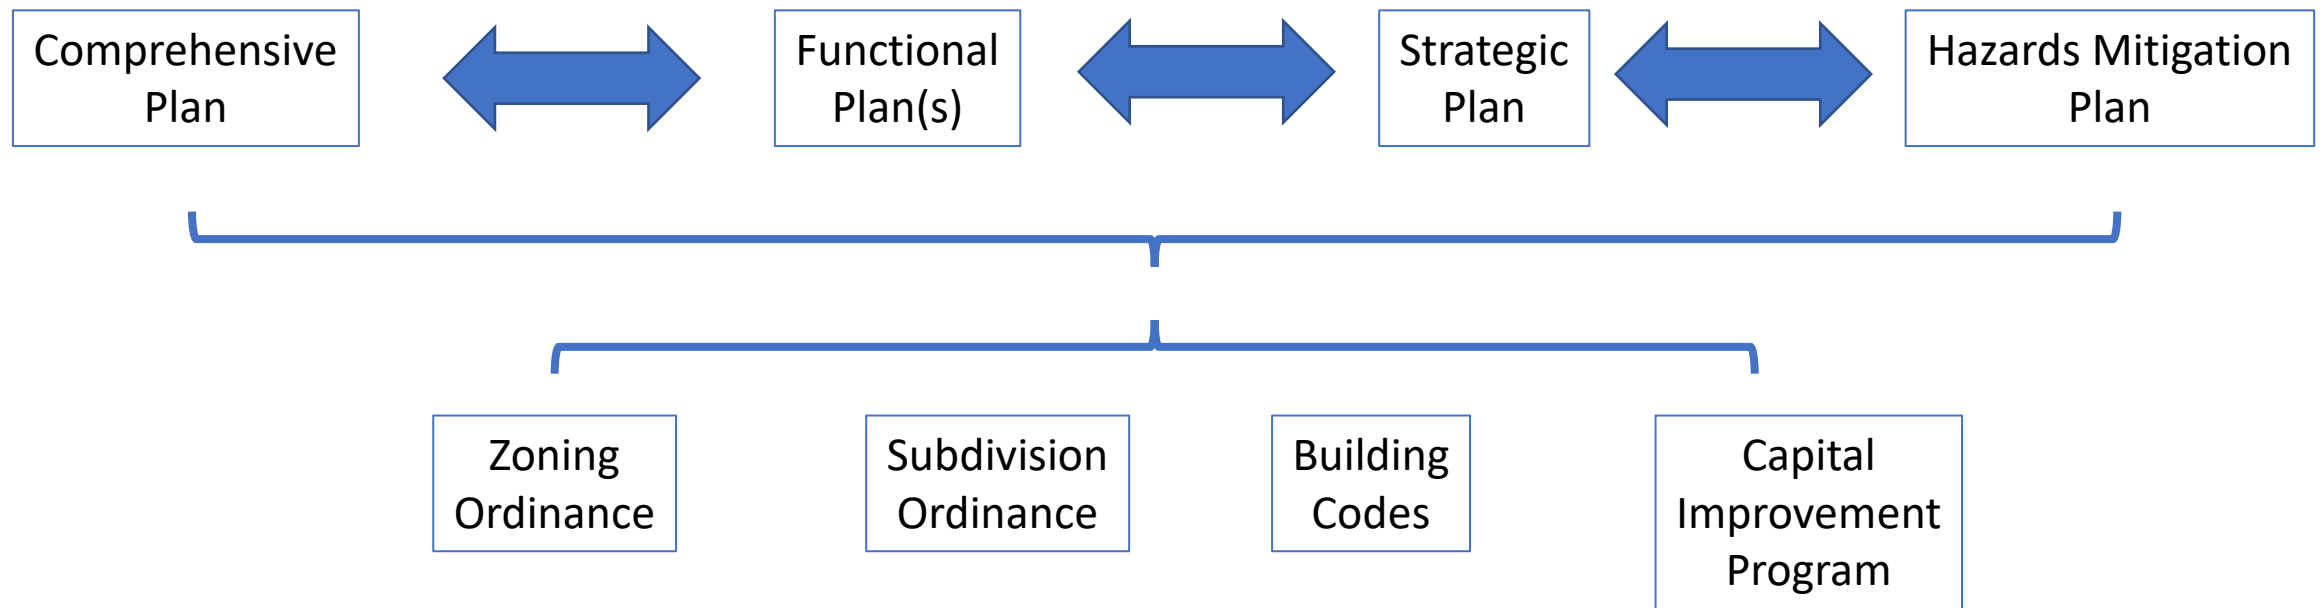 Comprehensive
Plan
Functional
Plan(s)
Strategic
Plan
Hazards Mitigation
Plan
Zoning
Ordinance
Subdivision
Ordinance
Building
Codes
Capital
Improvement
Program